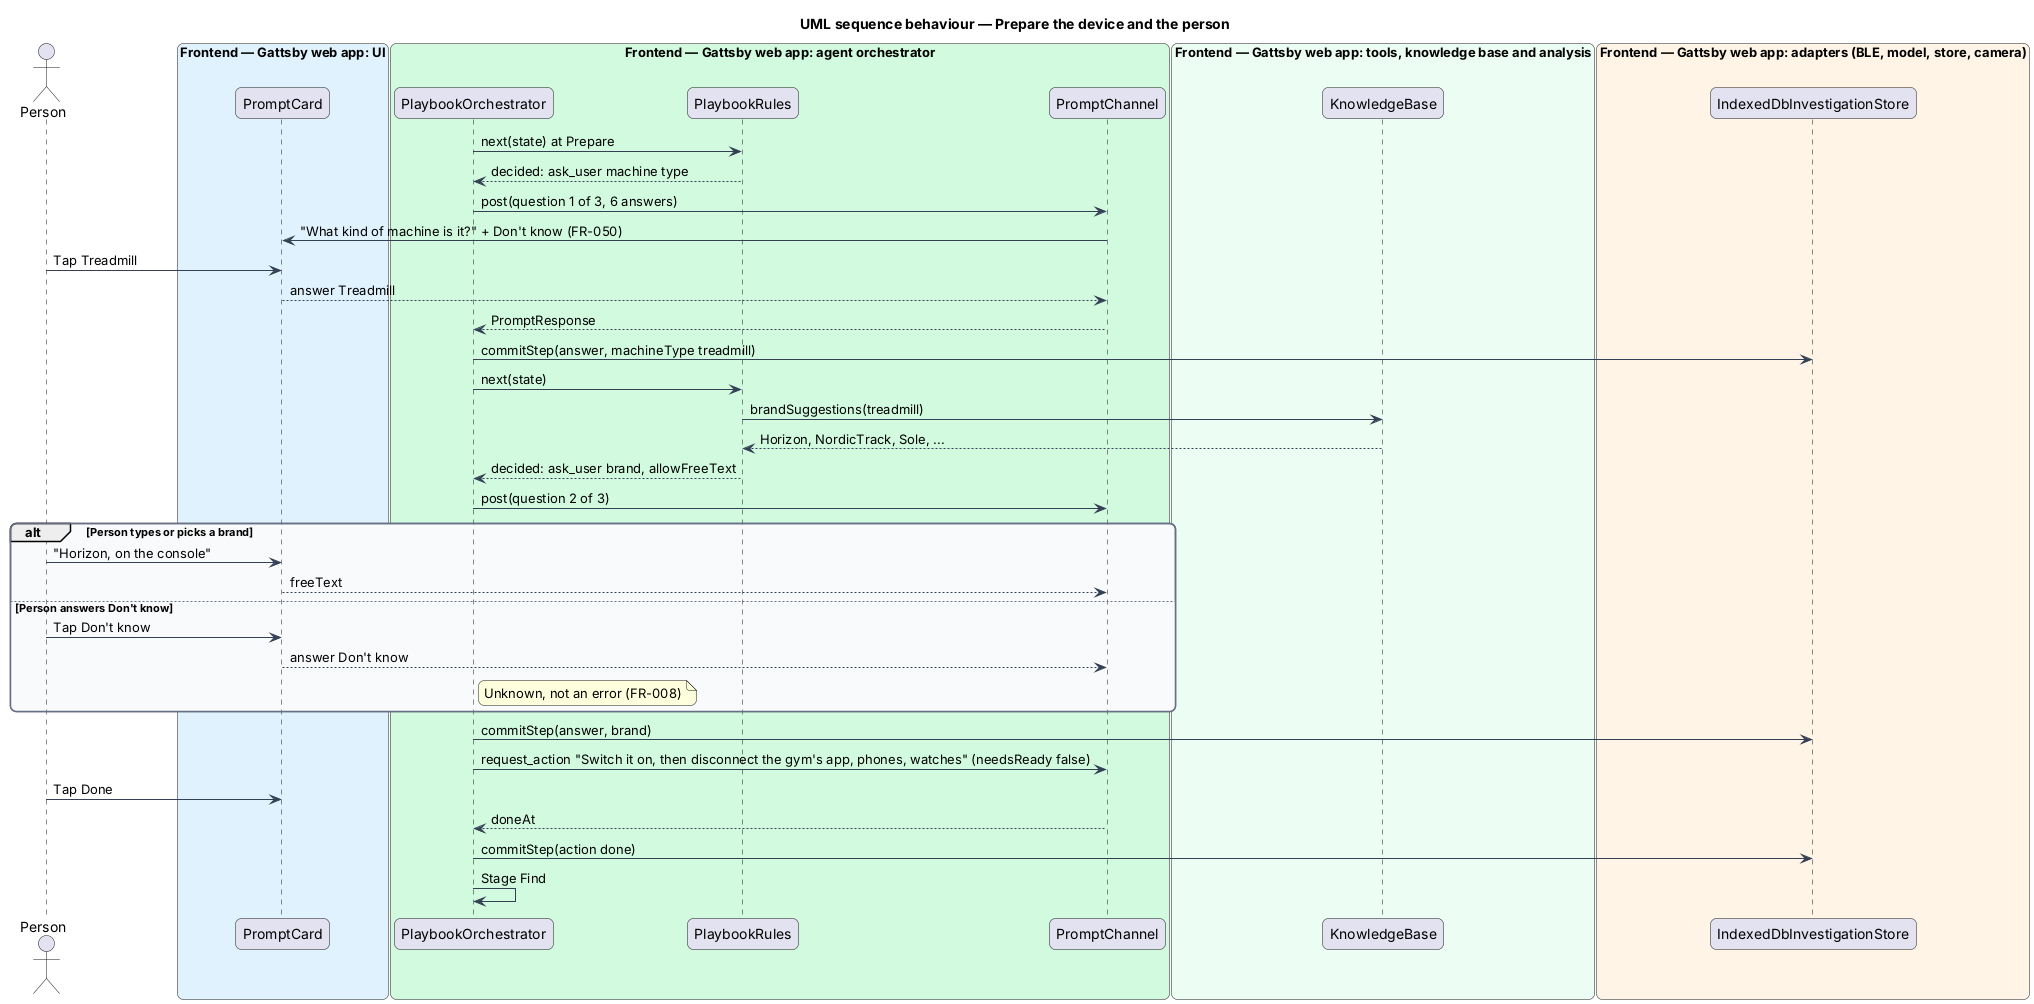 UML sequence behaviour — Prepare the device and the person
Frontend — Gattsby web app: UI
Frontend — Gattsby web app: agent orchestrator
Frontend — Gattsby web app: tools, knowledge base and analysis
Frontend — Gattsby web app: adapters (BLE, model, store, camera)
Person
PromptCard
PlaybookOrchestrator
PlaybookRules
PromptChannel
KnowledgeBase
IndexedDbInvestigationStore
next(state) at Prepare
decided: ask_user machine type
post(question 1 of 3, 6 answers)
"What kind of machine is it?" + Don't know (FR-050)
Tap Treadmill
answer Treadmill
PromptResponse
commitStep(answer, machineType treadmill)
next(state)
brandSuggestions(treadmill)
Horizon, NordicTrack, Sole, ...
decided: ask_user brand, allowFreeText
post(question 2 of 3)
alt
[Person types or picks a brand]
"Horizon, on the console"
freeText
[Person answers Don't know]
Tap Don't know
answer Don't know
Unknown, not an error (FR-008)
commitStep(answer, brand)
request_action "Switch it on, then disconnect the gym's app, phones, watches" (needsReady false)
Tap Done
doneAt
commitStep(action done)
Stage Find
Person
PromptCard
PlaybookOrchestrator
PlaybookRules
PromptChannel
KnowledgeBase
IndexedDbInvestigationStore